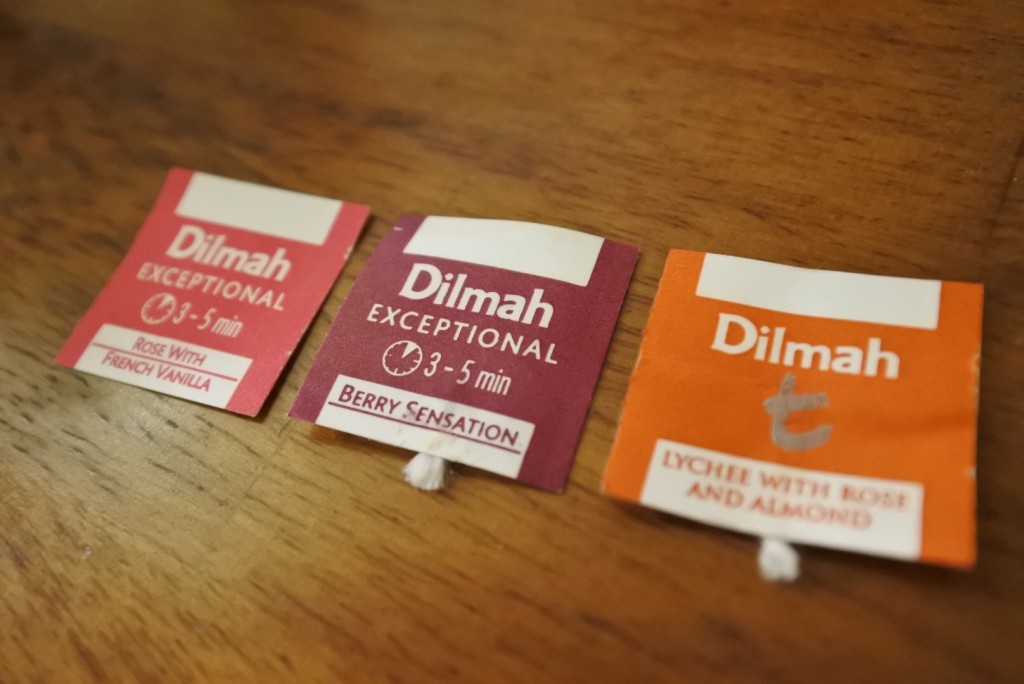 Dilmah
EXCEPTIONAL
3 - 5 min
ROSE WITH
FRENCH VANILLA
Dilmah
EXCEPTIONAL
3 - 5 min
BERRY SENSATION
Dilmah
t
LYCHEE WITH ROSE
AND ALMOND